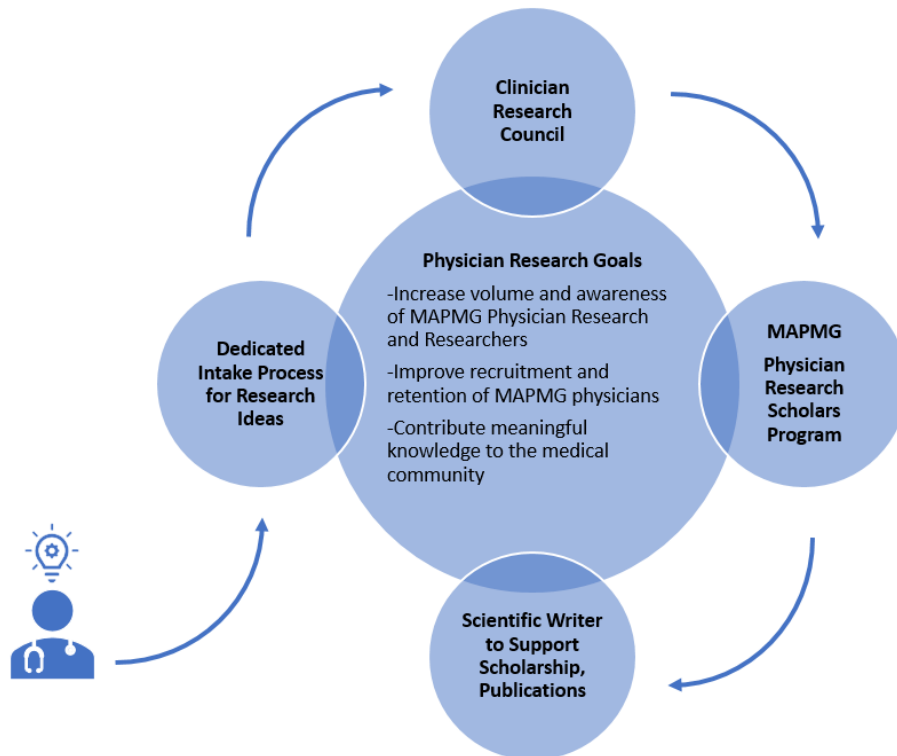 Clinician
Research
Council
Physician Research Goals
-Increase volume and awareness
of MAPMG Physician Research
and Researchers
-Improve recruitment and
retention of MAPMG physicians
-Contribute meaningful
knowledge to the medical
community
Dedicated
Intake Process
for Research
Ideas
MAPMG
Physician
Research
Scholars
Program
Scientific Writer
to Support
Scholarship,
Publications